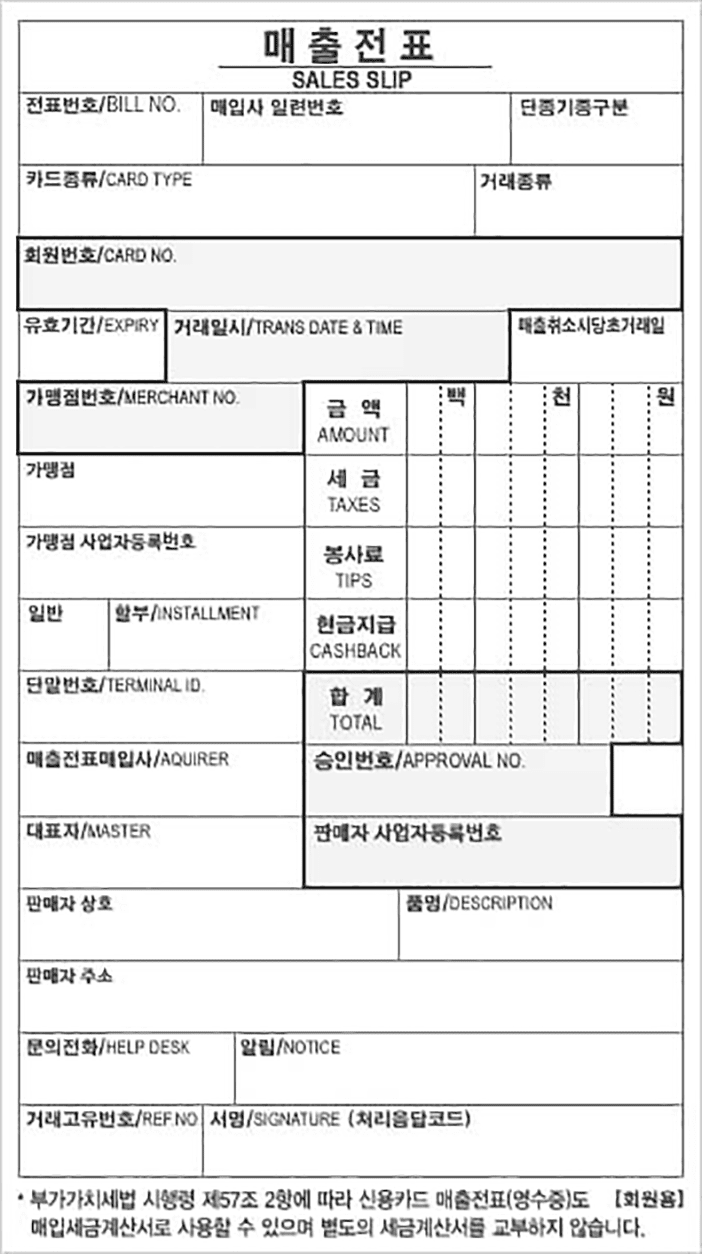 매출전표
SALES SLIP
전표번호/BILL NO. 매입사 일련번호 단종기종구분
카드종류/CARD TYPE 거래종류
회원번호/CARD NO.
유효기간/EXPIRY 거래일시/TRANS DATE & TIME 매출취소시당초거래일
가맹점번호/MERCHANT NO. 금 액 백 천 원
AMOUNT
가맹점 세 금
TAXES
가맹점 사업자등록번호 봉사료
TIPS
일반 할부/INSTALLMENT 현금지급
CASHBACK
단말번호/TERMINAL ID. 합 계
TOTAL
매출전표매입사/AQUIRER 승인번호/APPROVAL NO.
대표자/MASTER 판매자 사업자등록번호
판매자 상호 품명/DESCRIPTION
판매자 주소
문의전화/HELP DESK 알림/NOTICE
거래고유번호/REF.NO 서명/SIGNATURE (처리응답코드)
* 부가가치세법 시행령 제57조 2항에 따라 신용카드 매출전표(영수증)도 [회원용]
매입세금계산서로 사용할 수 있으며 별도의 세금계산서를 교부하지 않습니다.